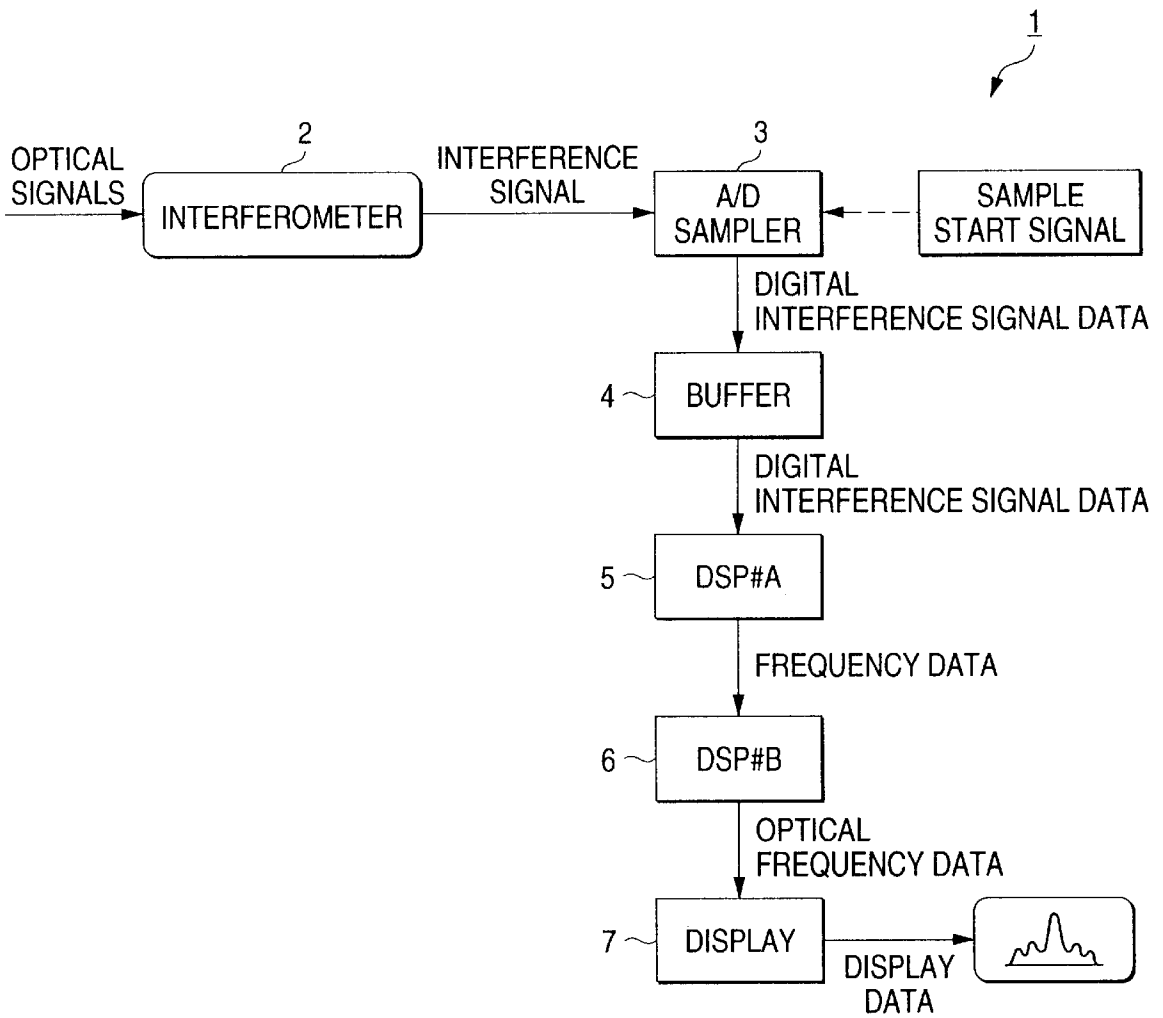 1
OPTICAL
SIGNALS
2
INTERFEROMETER
INTERFERENCE
SIGNAL
3
A/D
SAMPLER
SAMPLE
START SIGNAL
DIGITAL
INTERFERENCE SIGNAL DATA
4
BUFFER
DIGITAL
INTERFERENCE SIGNAL DATA
5
DSP#A
FREQUENCY DATA
6
DSP#B
OPTICAL
FREQUENCY DATA
7
DISPLAY
DISPLAY
DATA